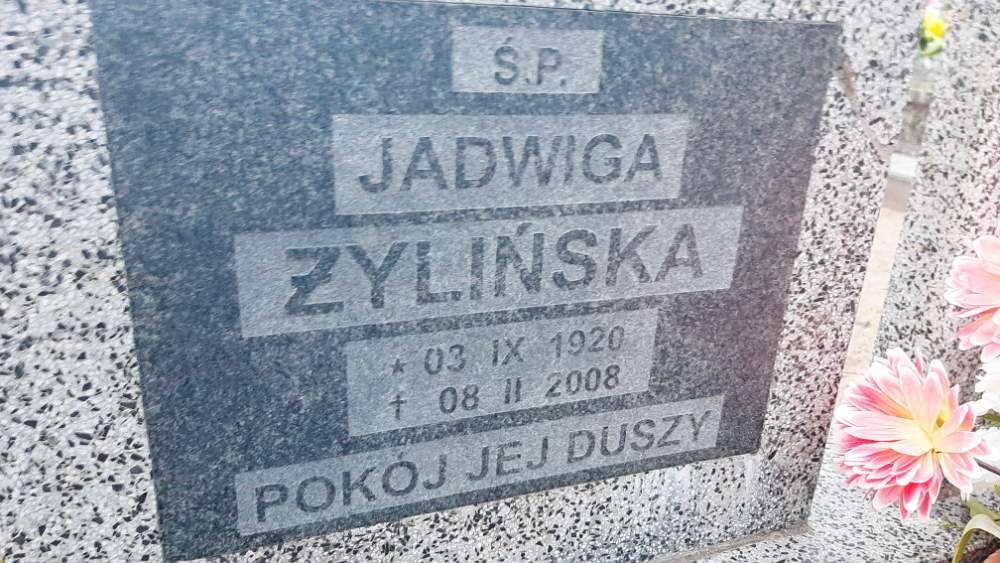 Ś.P.
JADWIGA
ŻYLIŃSKA
★ 03 IX 1920
† 08 II 2008
POKÓJ JEJ DUSZY